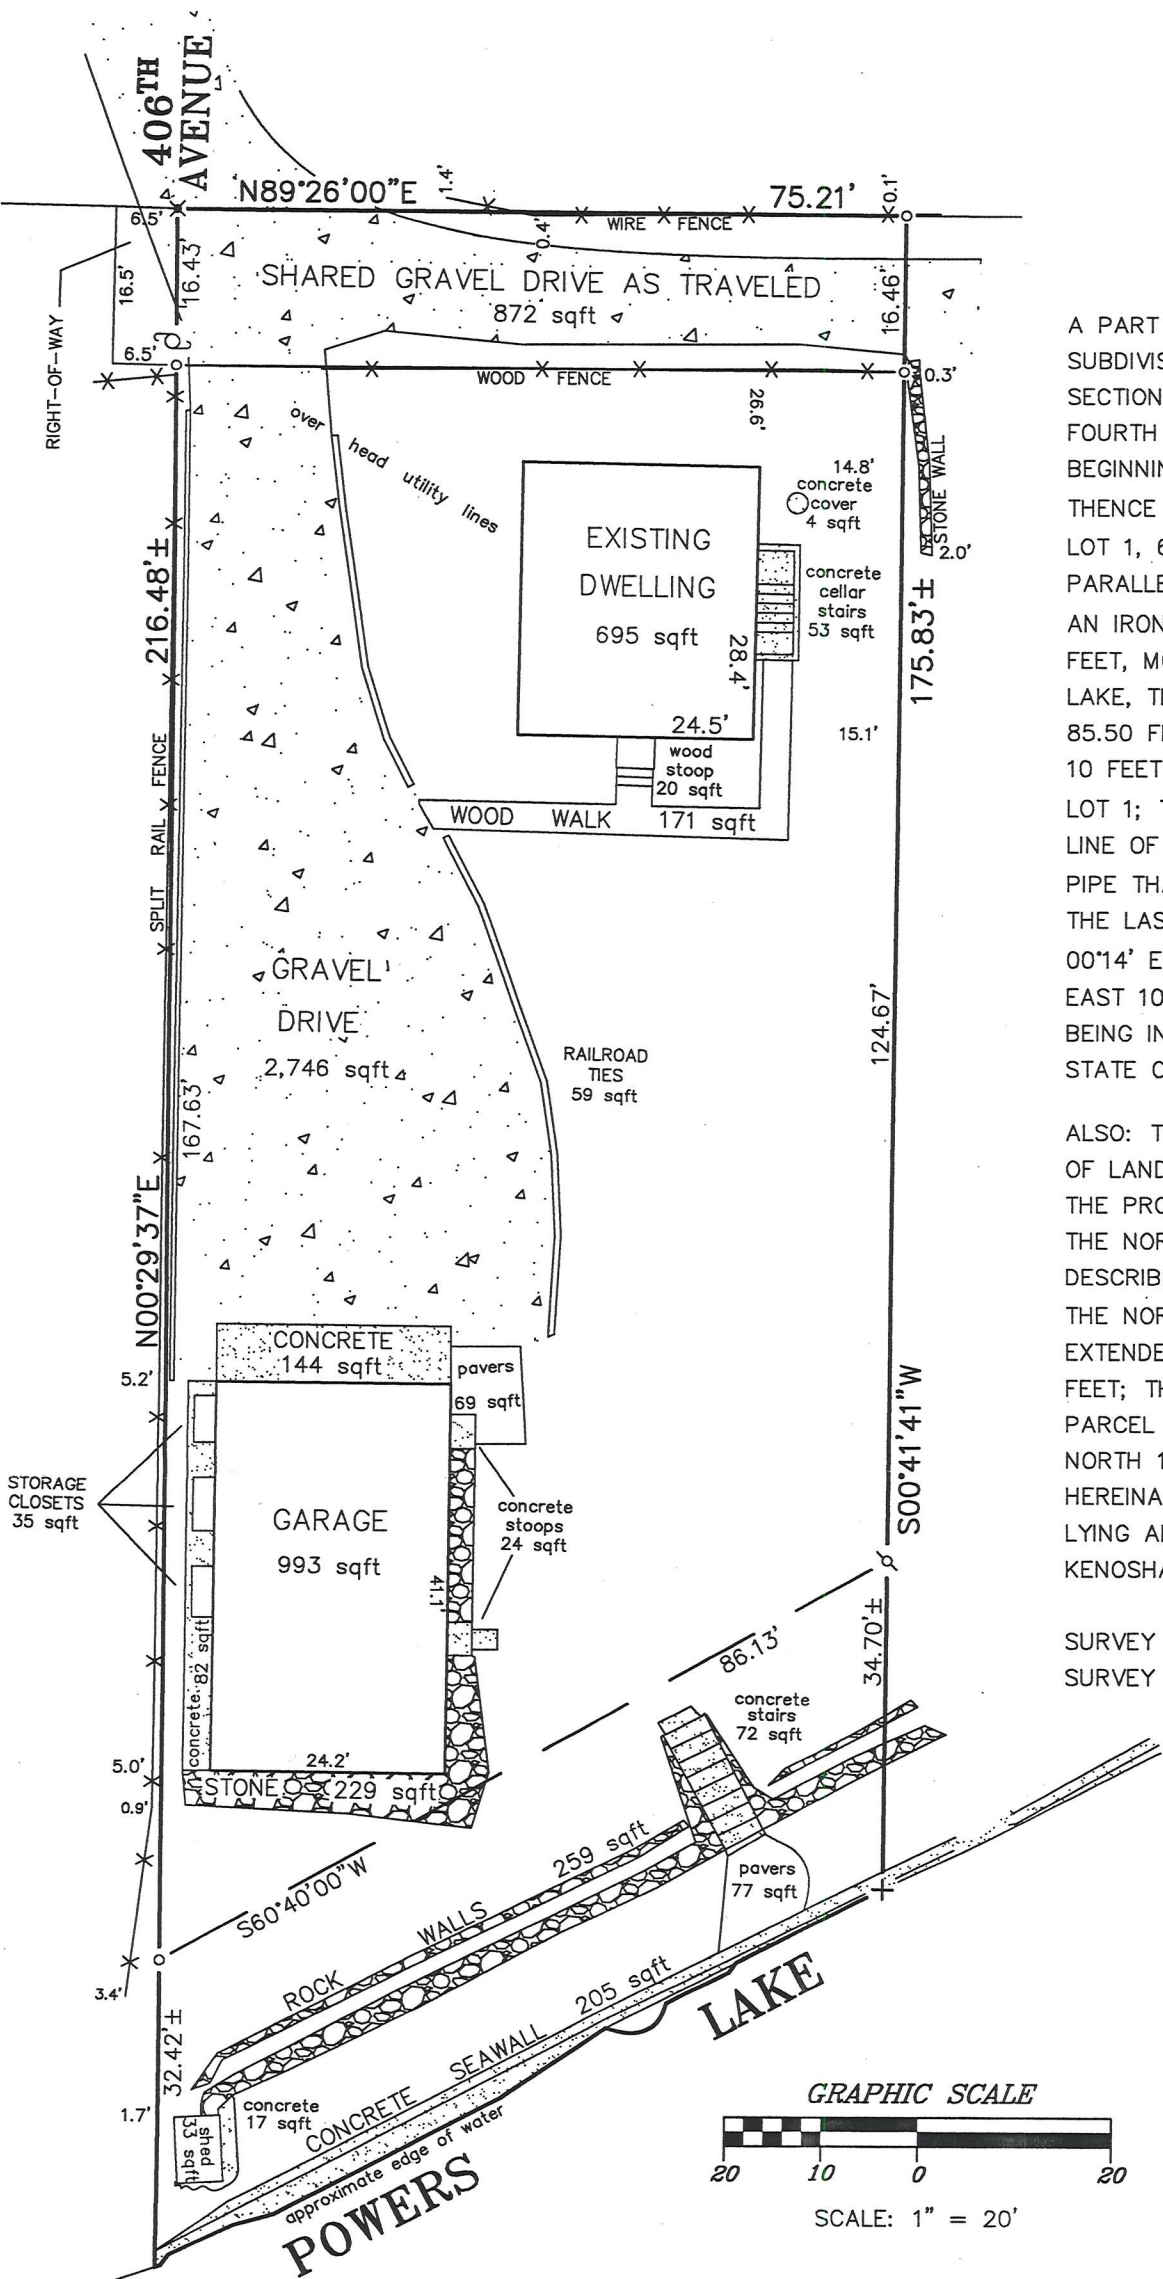 406TH
AVENUE
N89°26'00"E
1.4'
75.21'
0.1'
6.5'
WIRE FENCE
0.4'
16.43'
16.5'
SHARED GRAVEL DRIVE AS TRAVELED
872 sqft
16.46'
RIGHT-OF-WAY
6.5'
WOOD FENCE
0.3'
26.6'
over head utility lines
STONE WALL
2.0'
14.8'
concrete
cover
4 sqft
EXISTING
DWELLING
695 sqft
28.4'
24.5'
concrete
cellar
stairs
53 sqft
216.48'±
175.83'±
15.1'
wood
stoop
20 sqft
WOOD WALK 171 sqft
SPLIT RAIL FENCE
GRAVEL
DRIVE
2,746 sqft
124.67'
RAILROAD
TIES
59 sqft
167.63'
N00°29'37"E
S00°41'41"W
5.2'
CONCRETE
144 sqft
pavers
69 sqft
STORAGE
CLOSETS
35 sqft
GARAGE
993 sqft
41.1'
concrete
stoops
24 sqft
concrete 82 sqft
86.13'
34.70'±
concrete
stairs
72 sqft
24.2'
5.0'
STONE 229 sqft
0.9'
S60°40'00"W
259 sqft
pavers
77 sqft
ROCK WALLS
3.4'
32.42'±
205 sqft
CONCRETE SEAWALL
approximate edge of water
1.7'
concrete
17 sqft
shed
33 sqft
POWERS LAKE
GRAPHIC SCALE
20 10 0 20
SCALE: 1" = 20'
A PART
SUBDIVIS
SECTION
FOURTH
BEGINNIN
THENCE
LOT 1, 6
PARALLE
AN IRON
FEET, MO
LAKE, TH
85.50 FE
10 FEET
LOT 1; T
LINE OF
PIPE THA
THE LAS
00°14' E
EAST 10
BEING IN
STATE O
ALSO: T
OF LAND
THE PRO
THE NOR
DESCRIB
THE NOR
EXTENDE
FEET; TH
PARCEL
NORTH 1
HEREINA
LYING A
KENOSHA
SURVEY
SURVEY